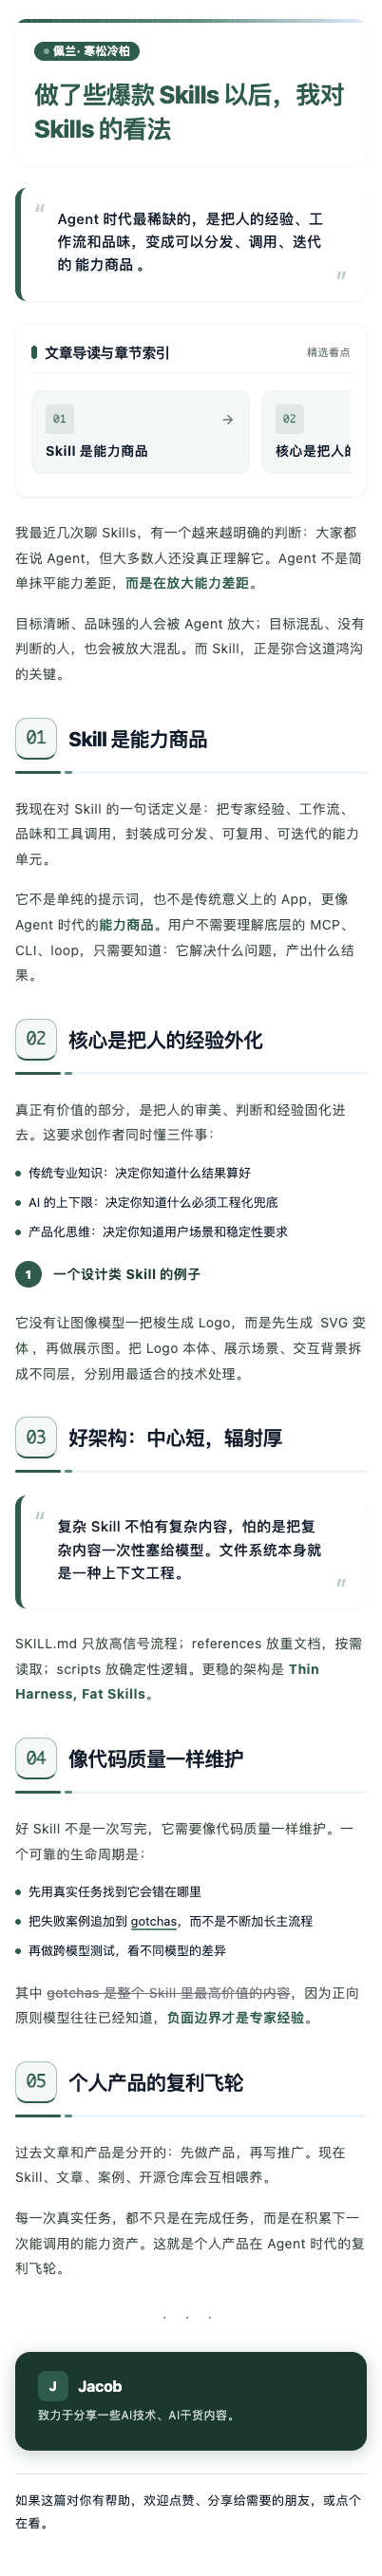 佩兰· 寒松冷柏
做了些爆款 Skills 以后，我对
Skills 的看法
“
Agent 时代最稀缺的，是把人的经验、工
作流和品味，变成可以分发、调用、迭代
的 能力商品 。
”
文章导读与章节索引
精选看点
01
→
Skill 是能力商品
02
核心是把人的
我最近几次聊 Skills，有一个越来越明确的判断：大家都
在说 Agent，但大多数人还没真正理解它。Agent 不是简
单抹平能力差距，而是在放大能力差距。
目标清晰、品味强的人会被 Agent 放大；目标混乱、没有
判断的人，也会被放大混乱。而 Skill，正是弥合这道鸿沟
的关键。
01 Skill 是能力商品
我现在对 Skill 的一句话定义是：把专家经验、工作流、
品味和工具调用，封装成可分发、可复用、可迭代的能力
单元。
它不是单纯的提示词，也不是传统意义上的 App，更像
Agent 时代的能力商品。用户不需要理解底层的 MCP、
CLI、loop，只需要知道：它解决什么问题，产出什么结
果。
02 核心是把人的经验外化
真正有价值的部分，是把人的审美、判断和经验固化进
去。这要求创作者同时懂三件事：
• 传统专业知识：决定你知道什么结果算好
• AI 的上下限：决定你知道什么必须工程化兜底
• 产品化思维：决定你知道用户场景和稳定性要求
1 一个设计类 Skill 的例子
它没有让图像模型一把梭生成 Logo，而是先生成 SVG 变
体 ，再做展示图。把 Logo 本体、展示场景、交互背景拆
成不同层，分别用最适合的技术处理。
03 好架构：中心短，辐射厚
“
复杂 Skill 不怕有复杂内容，怕的是把复
杂内容一次性塞给模型。文件系统本身就
是一种上下文工程。
”
SKILL.md 只放高信号流程；references 放重文档，按需
读取；scripts 放确定性逻辑。更稳的架构是 Thin
Harness, Fat Skills。
04 像代码质量一样维护
好 Skill 不是一次写完，它需要像代码质量一样维护。一
个可靠的生命周期是：
• 先用真实任务找到它会错在哪里
• 把失败案例追加到 gotchas，而不是不断加长主流程
• 再做跨模型测试，看不同模型的差异
其中 gotchas 是整个 Skill 里最高价值的内容，因为正向
原则模型往往已经知道，负面边界才是专家经验。
05 个人产品的复利飞轮
过去文章和产品是分开的：先做产品，再写推广。现在
Skill、文章、案例、开源仓库会互相喂养。
每一次真实任务，都不只是在完成任务，而是在积累下一
次能调用的能力资产。这就是个人产品在 Agent 时代的复
利飞轮。
· · ·
J Jacob
致力于分享一些AI技术、AI干货内容。
如果这篇对你有帮助，欢迎点赞、分享给需要的朋友，或点个
在看。